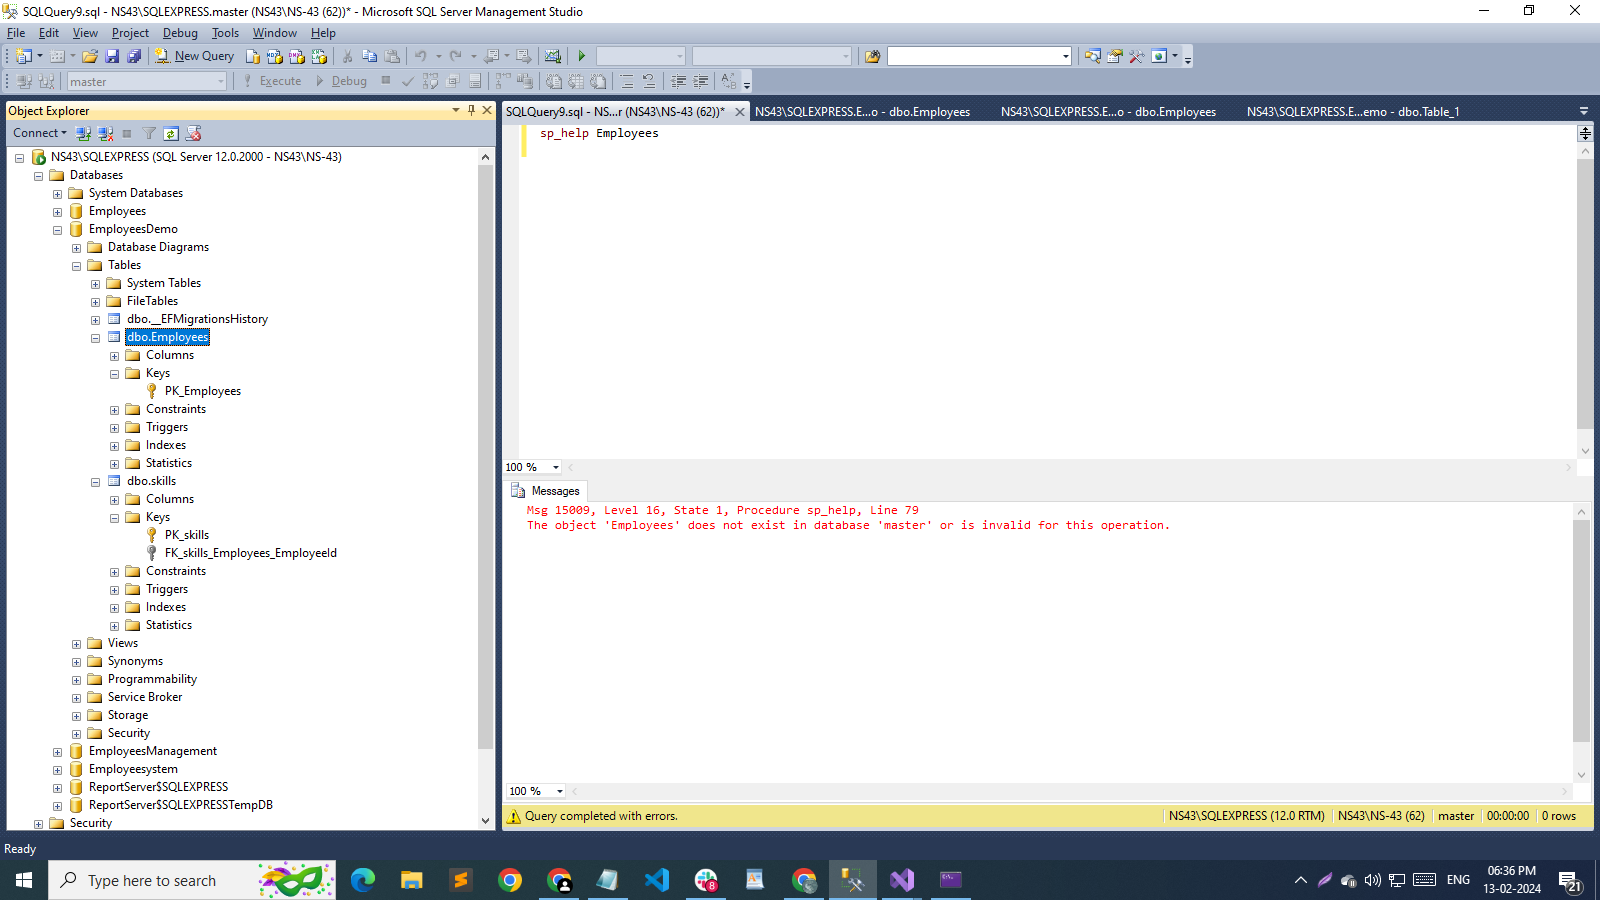 SQLQuery9.sql - NS43\SQLEXPRESS.master (NS43\NS-43 (62))* - Microsoft SQL Server Management Studio
File Edit View Project Debug Tools Window Help
New Query
master Execute Debug
Object Explorer
Connect
NS43\SQLEXPRESS (SQL Server 12.0.2000 - NS43\NS-43)
Databases
System Databases
Employees
EmployeesDemo
Database Diagrams
Tables
System Tables
FileTables
dbo.__EFMigrationsHistory
dbo.Employees
Columns
Keys
PK_Employees
Constraints
Triggers
Indexes
Statistics
dbo.skills
Columns
Keys
PK_skills
FK_skills_Employees_EmployeeId
Constraints
Triggers
Indexes
Statistics
Views
Synonyms
Programmability
Service Broker
Storage
Security
EmployeesManagement
Employeesystem
ReportServer$SQLEXPRESS
ReportServer$SQLEXPRESSTempDB
Security
SQLQuery9.sql - NS...r (NS43\NS-43 (62))* NS43\SQLEXPRESS.E...o - dbo.Employees NS43\SQLEXPRESS.E...o - dbo.Employees NS43\SQLEXPRESS.E...emo - dbo.Table_1
sp_help Employees
100 %
Messages
Msg 15009, Level 16, State 1, Procedure sp_help, Line 79
The object 'Employees' does not exist in database 'master' or is invalid for this operation.
100 %
Query completed with errors. NS43\SQLEXPRESS (12.0 RTM) NS43\NS-43 (62) master 00:00:00 0 rows
Ready
Type here to search
8
ENG
06:36 PM
13-02-2024
21